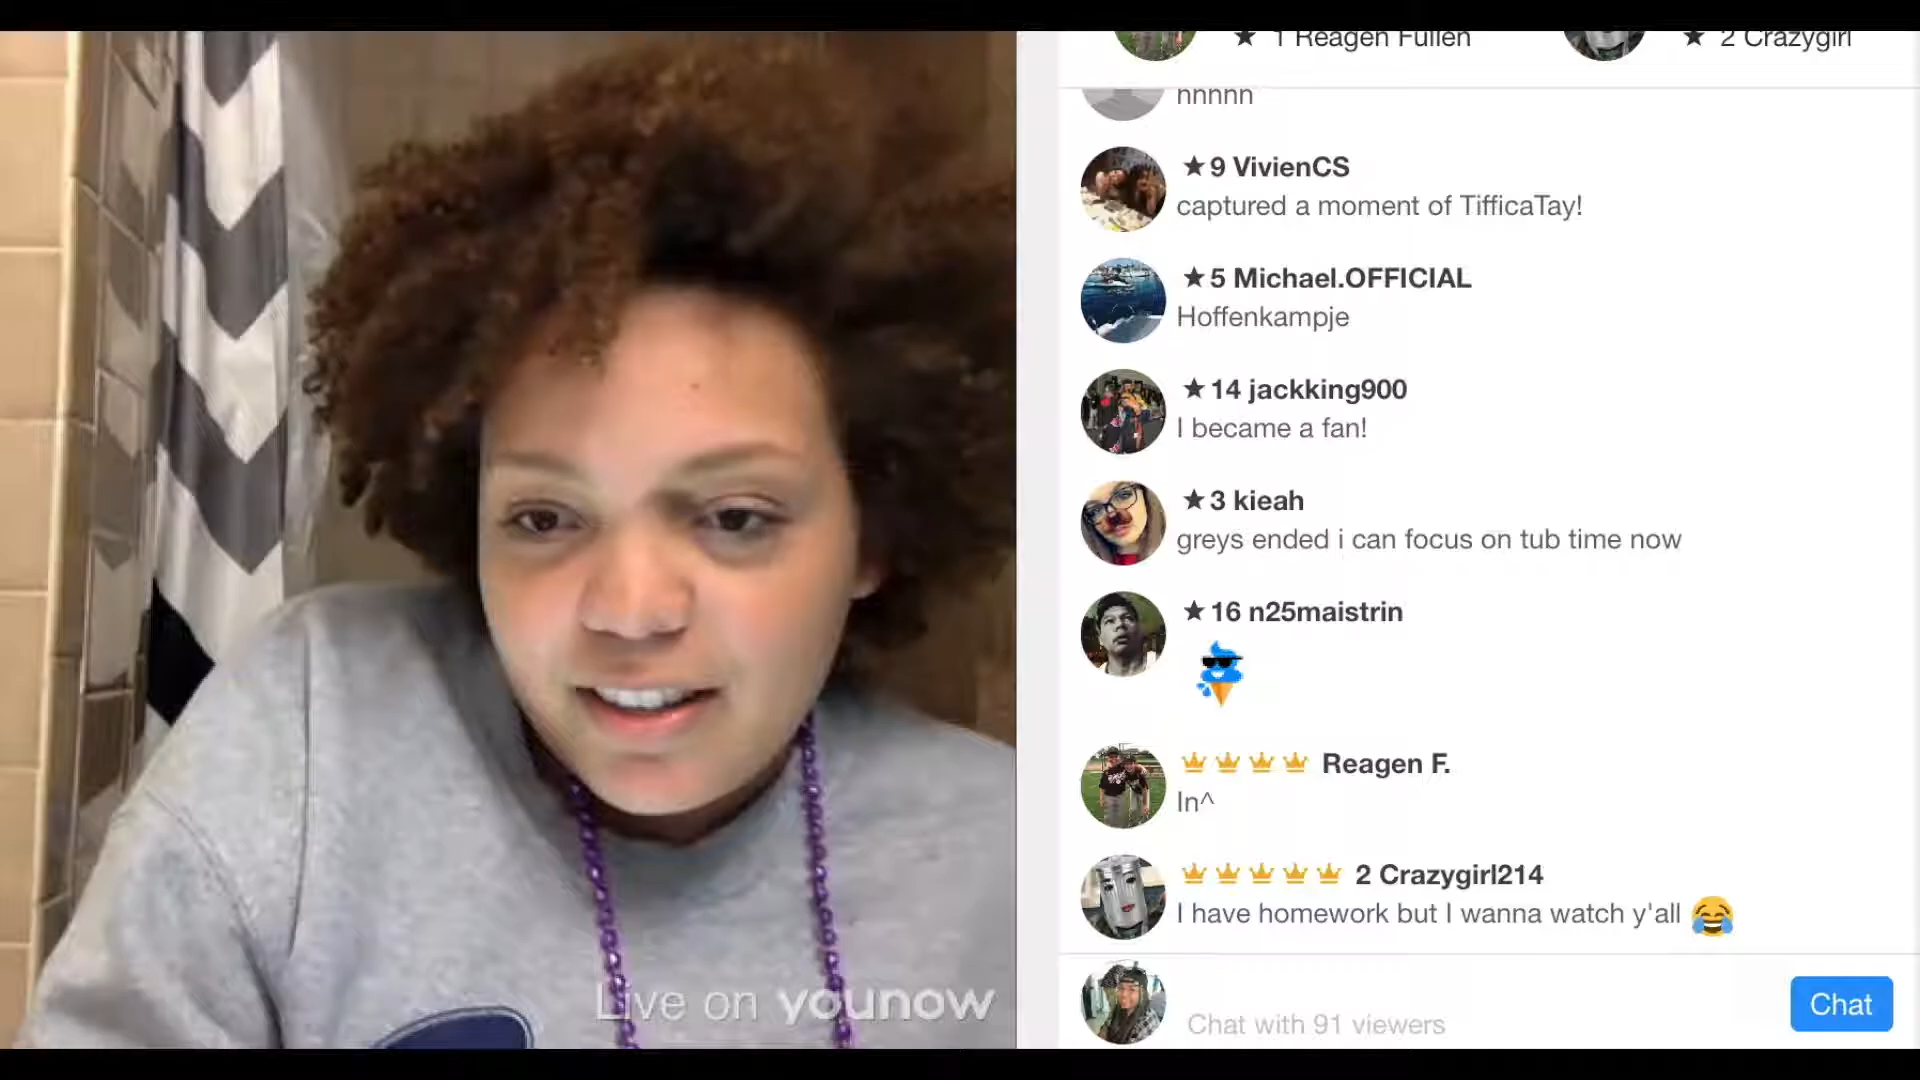 1 Reagen Fullen
2 Crazygirl
hnnnn
9 VivienCS
captured a moment of TifficaTay!
5 Michael.OFFICIAL
Hoffenkampje
14 jackking900
I became a fan!
3 kieah
greys ended i can focus on tub time now
16 n25maistrin
Reagen F.
In^
2 Crazygirl214
I have homework but I wanna watch y'all
Live on younow
Chat with 91 viewers
Chat